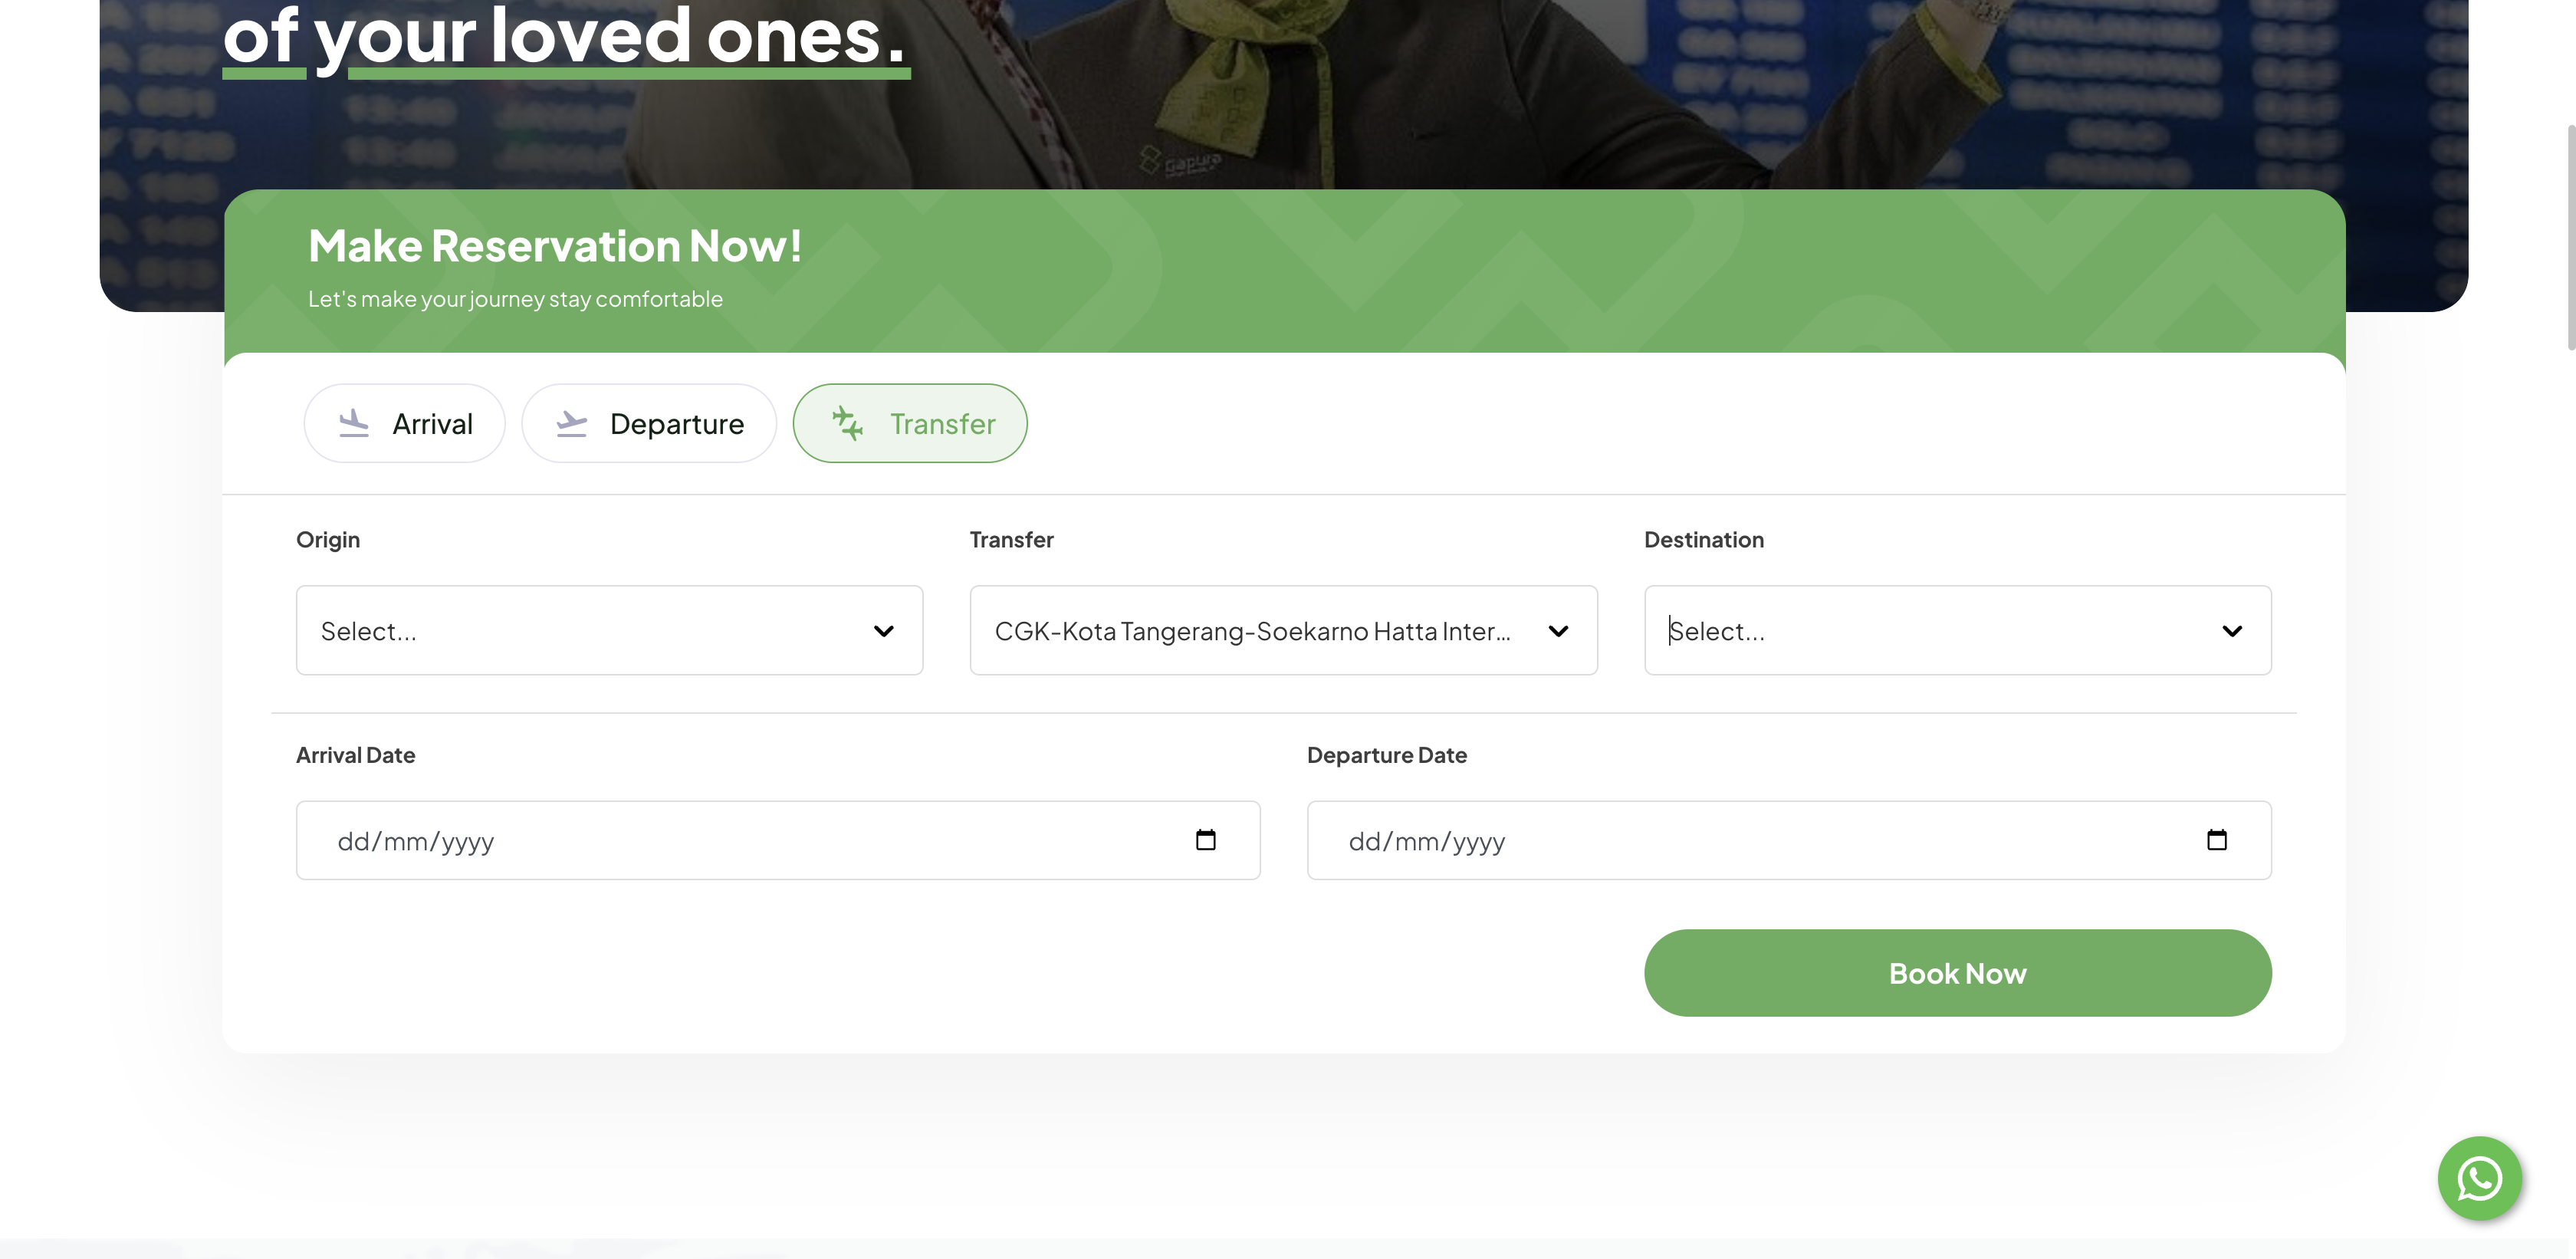 of your loved ones.
Gapura
Make Reservation Now!
Let's make your journey stay comfortable
Arrival
Departure
Transfer
Origin
Transfer
Destination
Select...
CGK-Kota Tangerang-Soekarno Hatta Inter...
Select...
Arrival Date
Departure Date
dd/mm/yyyy
dd/mm/yyyy
Book Now